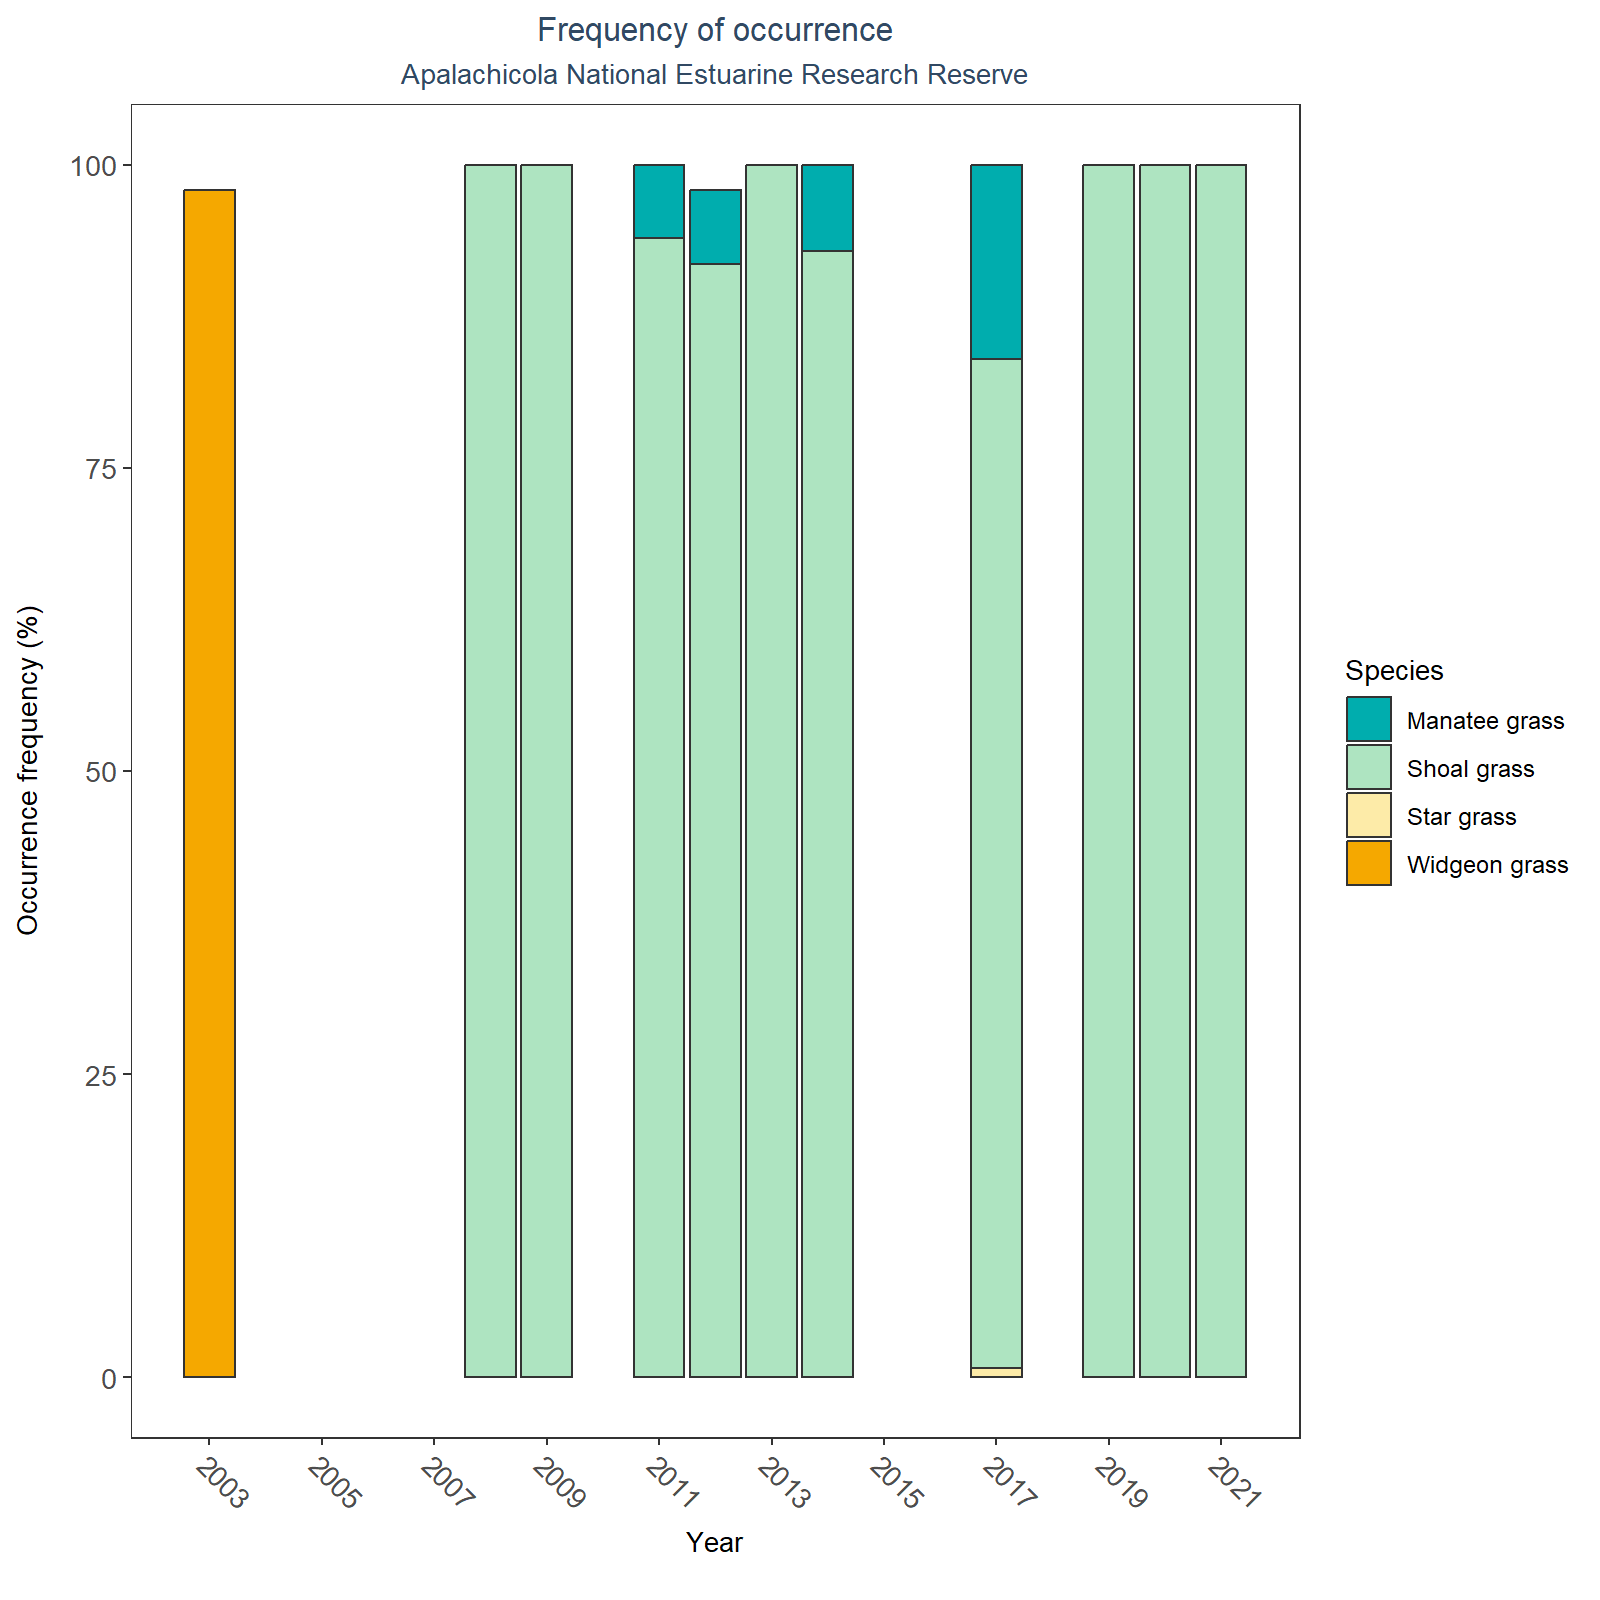 Frequency of occurrence
Apalachicola National Estuarine Research Reserve
Occurrence frequency (%)
100
75
50
25
0
2003
2005
2007
2009
2011
2013
2015
2017
2019
2021
Year
Species
Manatee grass
Shoal grass
Star grass
Widgeon grass